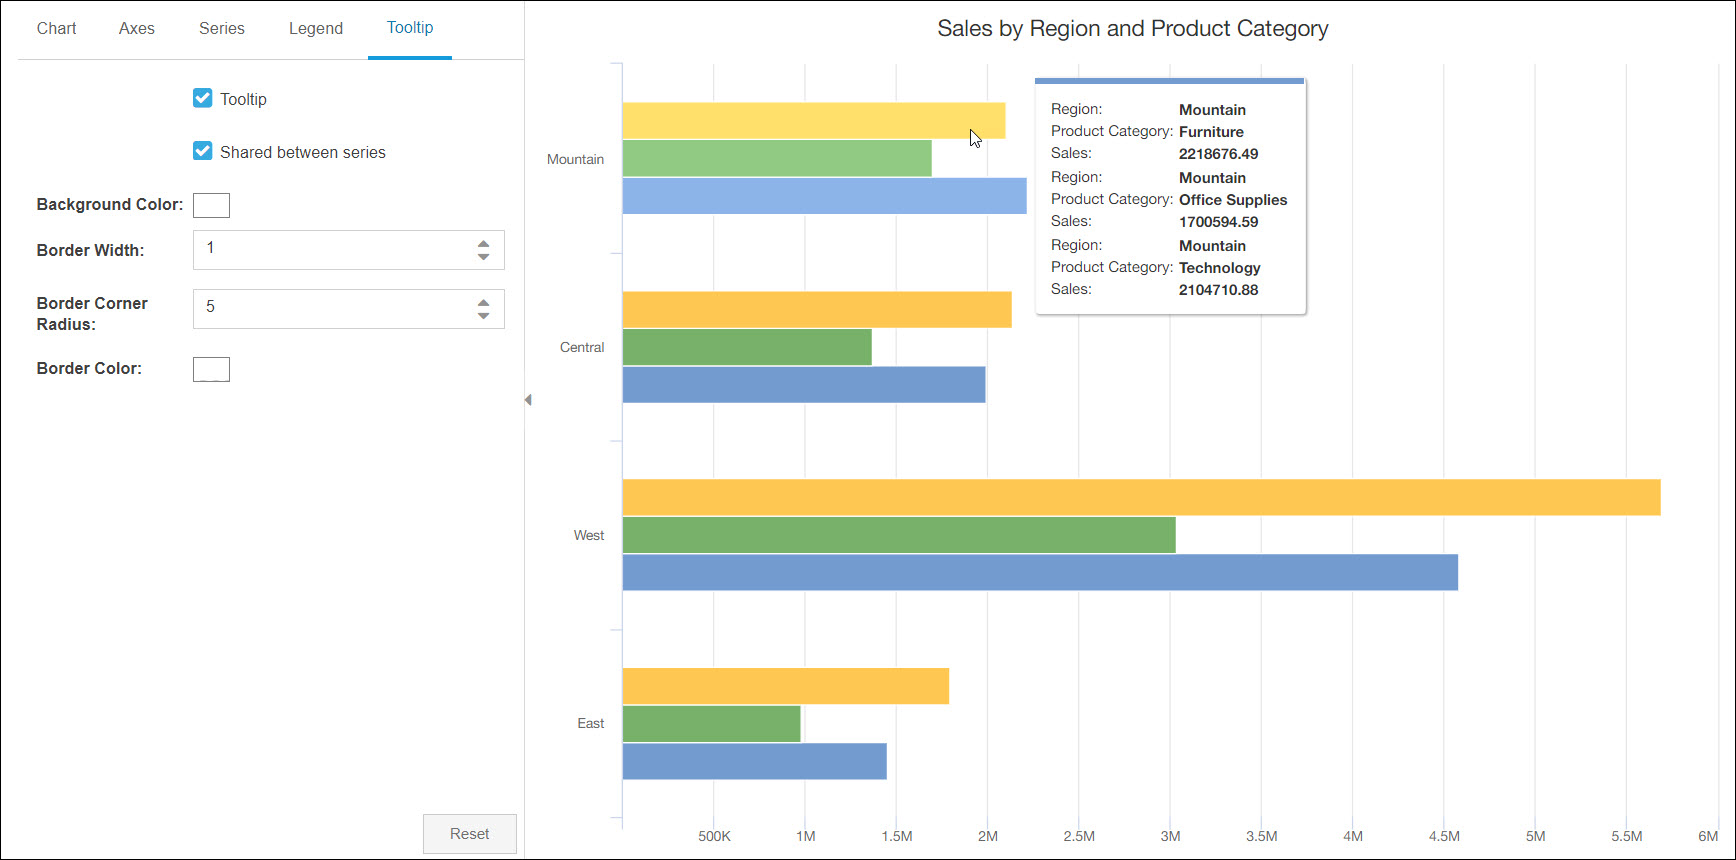 Chart Axes Series Legend Tooltip
Tooltip
Shared between series
Background Color:
Border Width: 1
Border Corner
Radius: 5
Border Color:
Reset
Sales by Region and Product Category
Region: Mountain
Product Category: Furniture
Sales: 2218676.49
Region: Mountain
Product Category: Office Supplies
Sales: 1700594.59
Region: Mountain
Product Category: Technology
Sales: 2104710.88
Mountain
Central
West
East
500K 1M 1.5M 2M 2.5M 3M 3.5M 4M 4.5M 5M 5.5M 6M